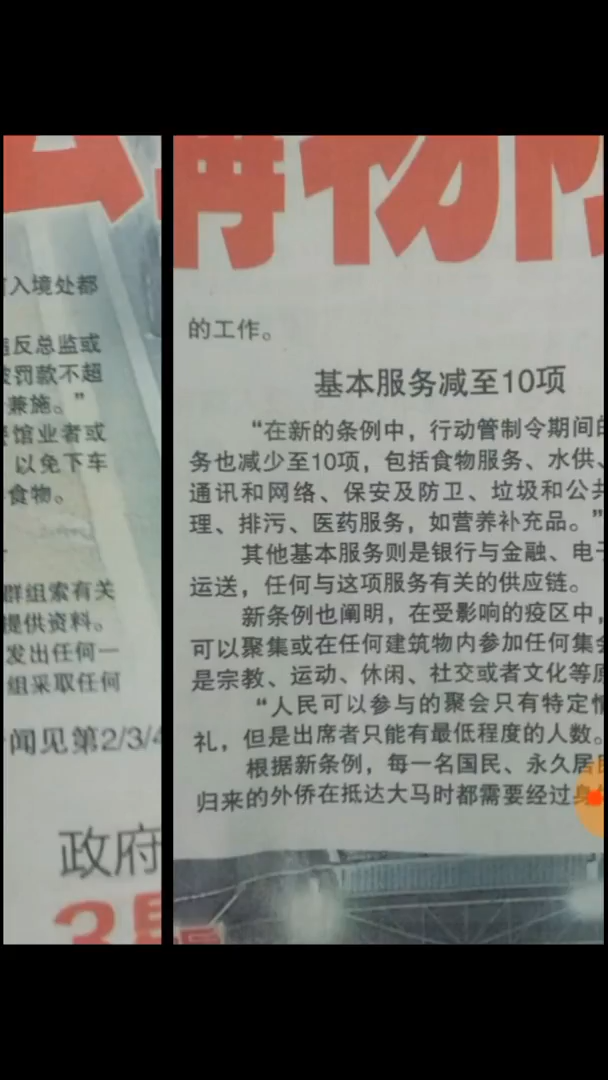 入境处都
反总监或
罚款不超
兼施。”
馆业者或
，以免下车
食物。
群组索有关
提供资料。
发出任何一
组采取任何
闻见第2/3/4
政府
3
物
的工作。
基本服务减至10项
“在新的条例中，行动管制令期间的
务也减少至10项，包括食物服务、水供、
通讯和网络、保安及防卫、垃圾和公共
理、排污、医药服务，如营养补充品。”
其他基本服务则是银行与金融、电子
运送，任何与这项服务有关的供应链。
新条例也阐明，在受影响的疫区中，
可以聚集或在任何建筑物内参加任何集会
是宗教、运动、休闲、社交或者文化等原
“人民可以参与的聚会只有特定情
礼，但是出席者只能有最低程度的人数。
根据新条例，每一名国民、永久居民
归来的外侨在抵达大马时都需要经过身